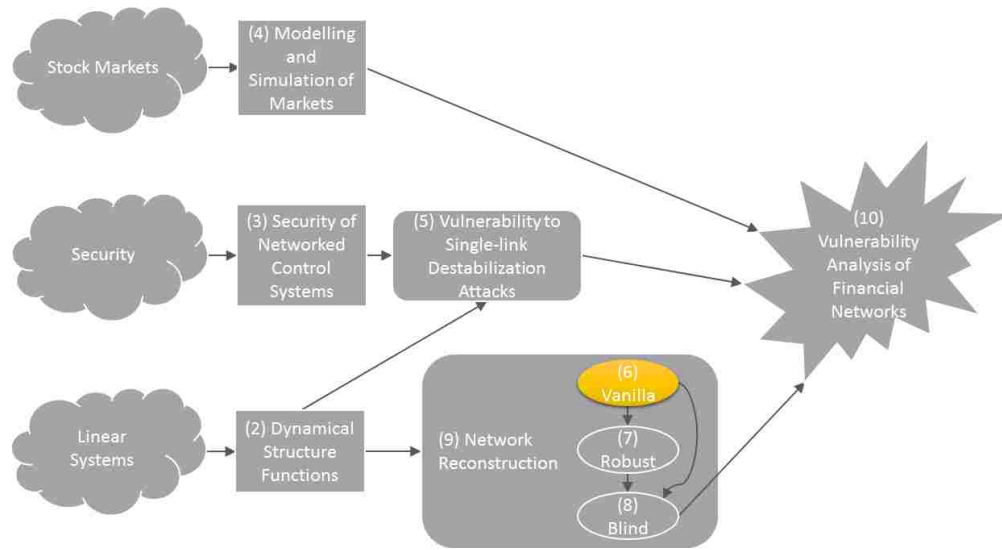 Stock Markets
(4) Modelling
and
Simulation of
Markets
Security
(3) Security of
Networked
Control
Systems
(5) Vulnerability to
Single-link
Destabilization
Attacks
(10)
Vulnerability
Analysis of
Financial
Networks
Linear
Systems
(2) Dynamical
Structure
Functions
(9) Network
Reconstruction
(6)
Vanilla
(7)
Robust
(8)
Blind